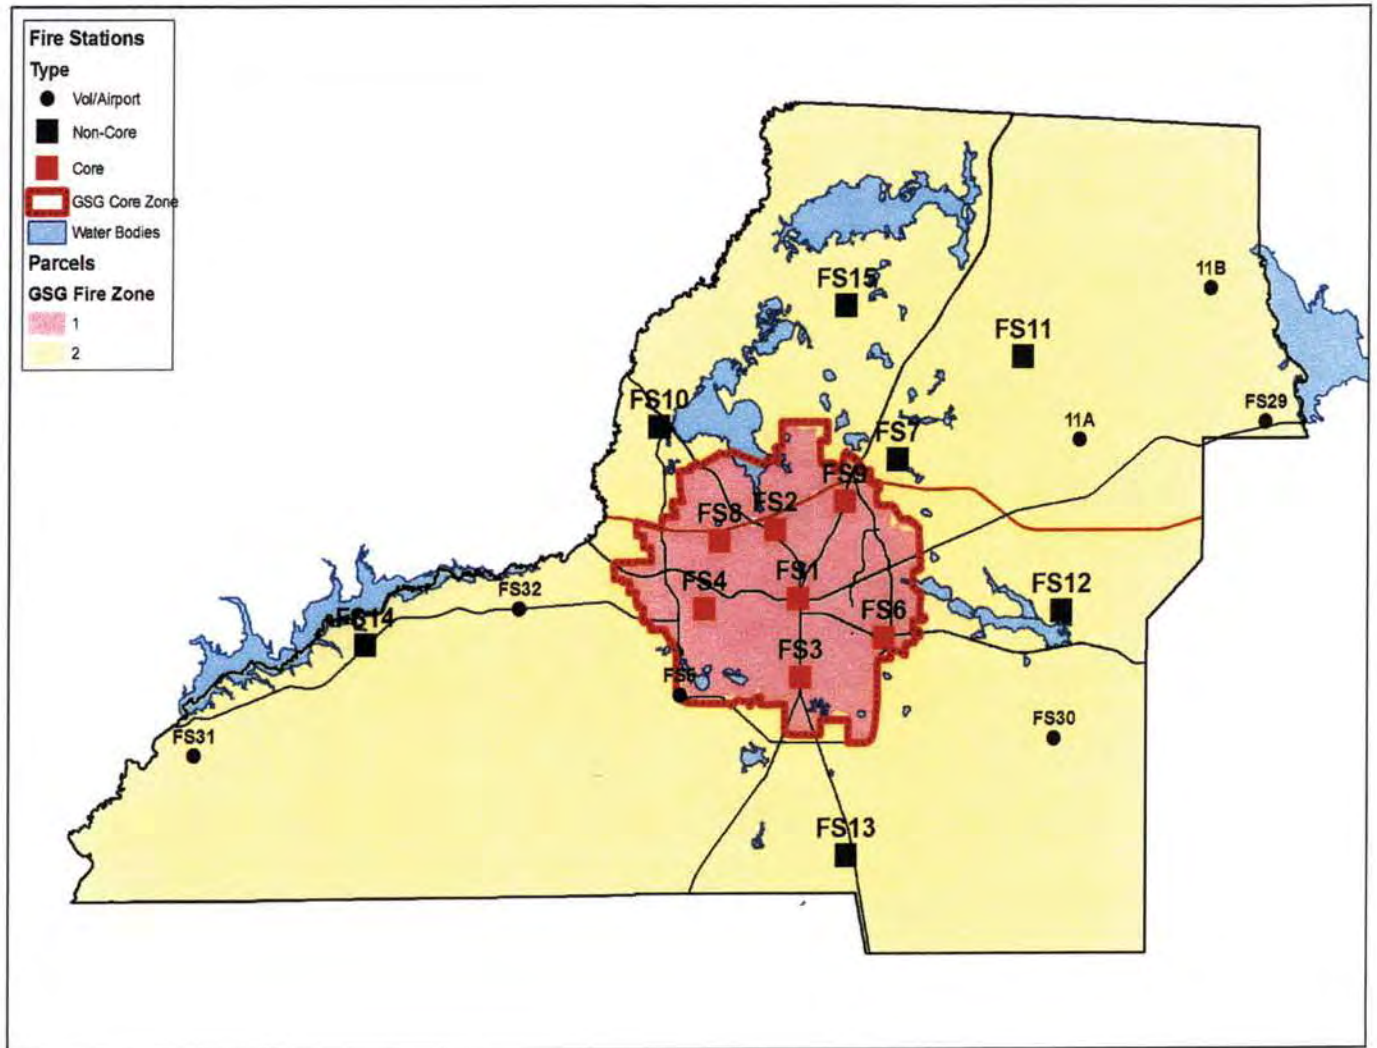 Fire Stations
Type
Vol/Airport
Non-Core
Core
GSG Core Zone
Water Bodies
Parcels
GSG Fire Zone
1
2
11B
FS15
FS11
FS29
FS10
11A
FS7
FS9
FS2
FS8
FS1
FS12
FS32
FS4
FS14
FS6
FS3
FS5
FS30
FS31
FS13